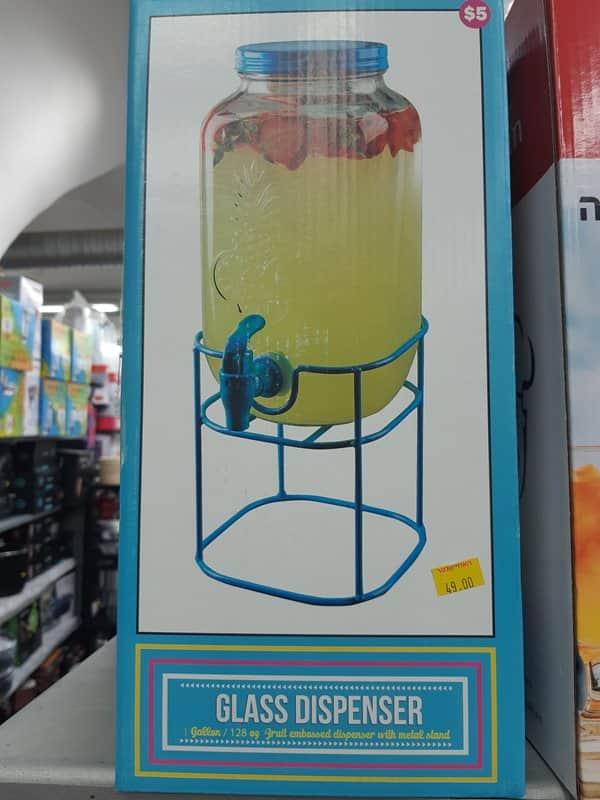 $5
49.00
GLASS DISPENSER
1 Gallon / 128 oz Fruit embossed dispenser with metal stand